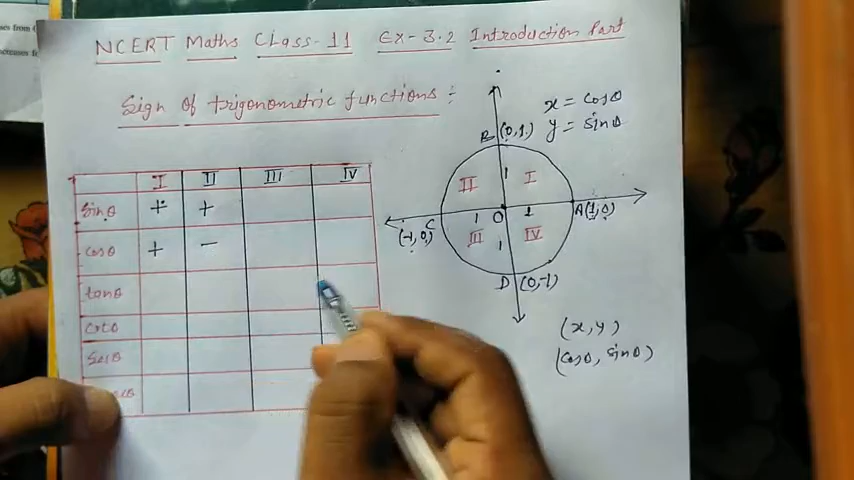 NCERT Maths Class-11 Ex-3.2 Introduction Part
Sign of trigonometric functions :
x = cosθ
y = sinθ
I II III IV
sinθ + +
cosθ + -
tanθ
cotθ
secθ
B (0,1)
II I
1
C 1 O 1 A(1,0)
(-1,0)
III IV
1
D (0,-1)
(x,y)
(cosθ, sinθ)